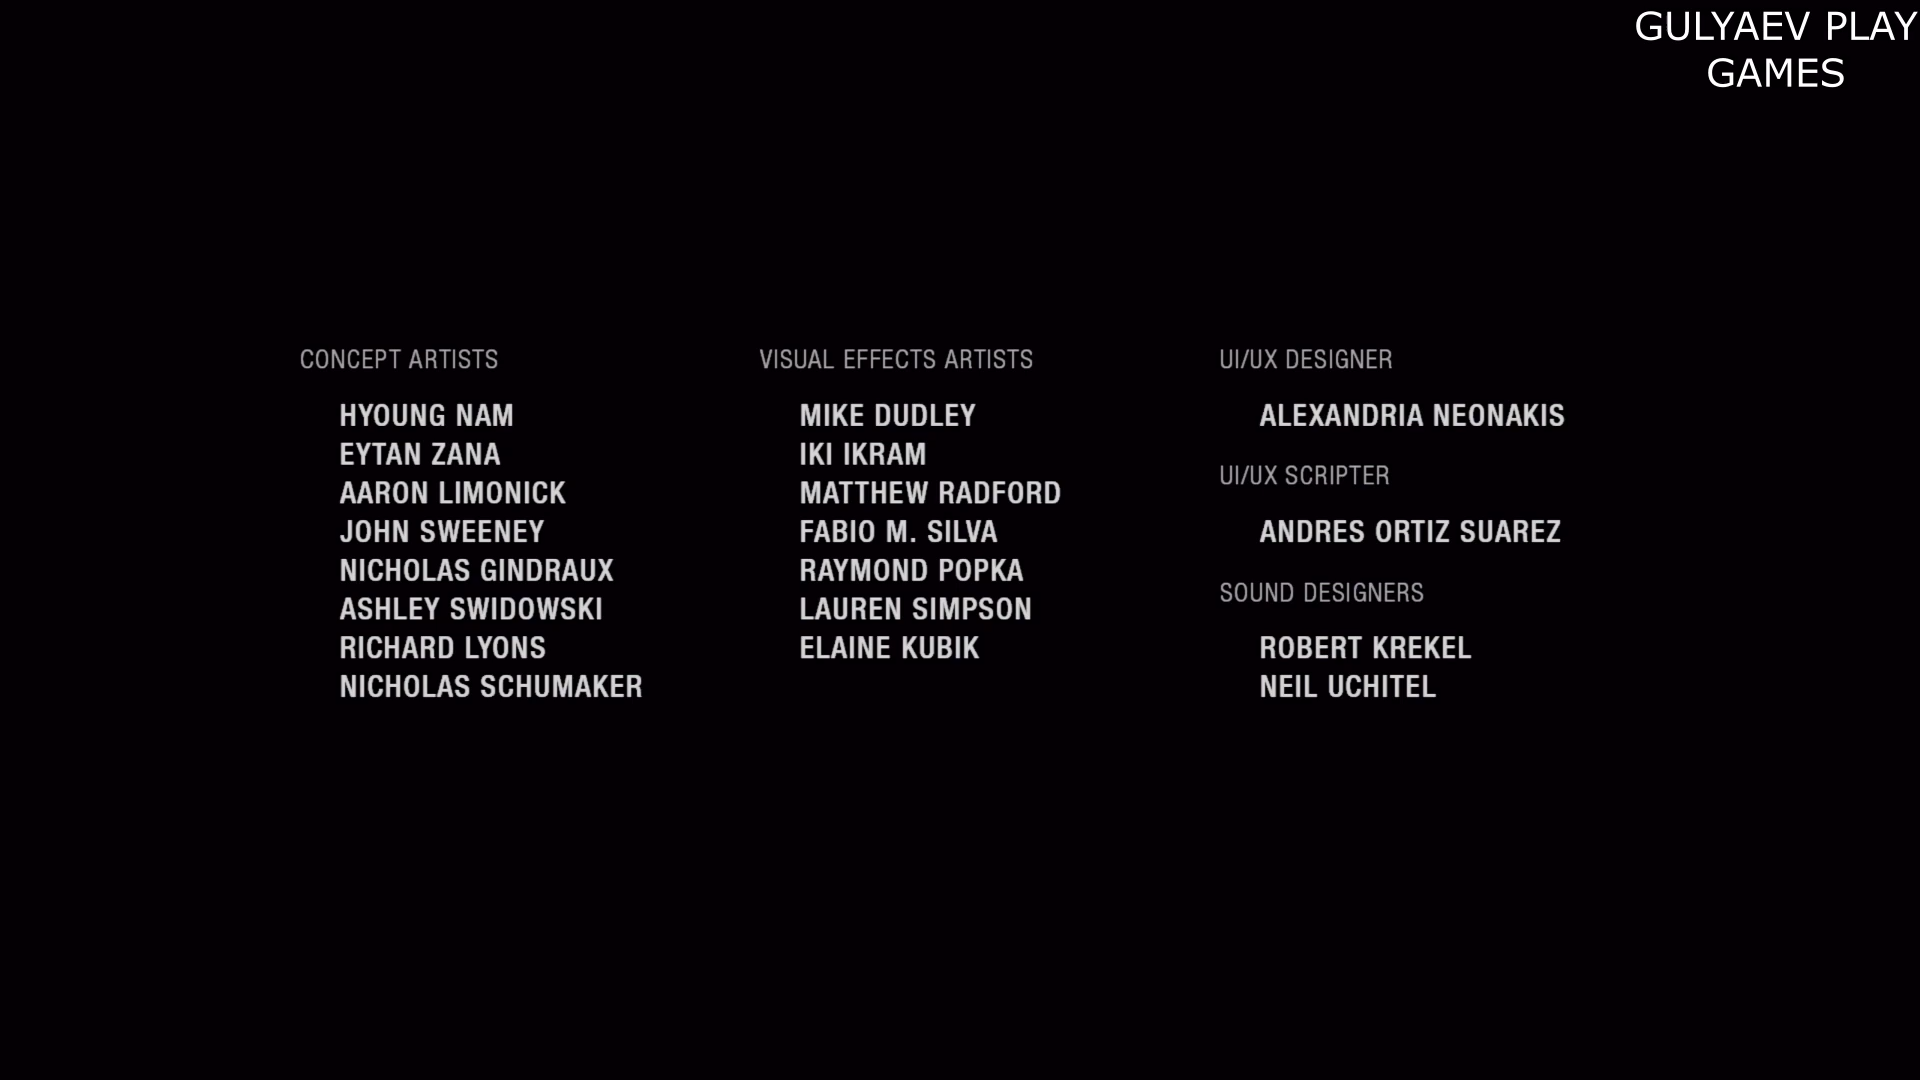 GULYAEV PLAY
GAMES
CONCEPT ARTISTS
HYOUNG NAM
EYTAN ZANA
AARON LIMONICK
JOHN SWEENEY
NICHOLAS GINDRAUX
ASHLEY SWIDOWSKI
RICHARD LYONS
NICHOLAS SCHUMAKER
VISUAL EFFECTS ARTISTS
MIKE DUDLEY
IKI IKRAM
MATTHEW RADFORD
FABIO M. SILVA
RAYMOND POPKA
LAUREN SIMPSON
ELAINE KUBIK
UI/UX DESIGNER
ALEXANDRIA NEONAKIS
UI/UX SCRIPTER
ANDRES ORTIZ SUAREZ
SOUND DESIGNERS
ROBERT KREKEL
NEIL UCHITEL